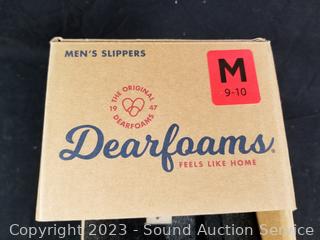 MEN'S SLIPPERS
M
9-10
THE ORIGINAL
19 47
DEARFOAMS
Dearfoams®
FEELS LIKE HOME
Copyright © 2023 - Sound Auction Service